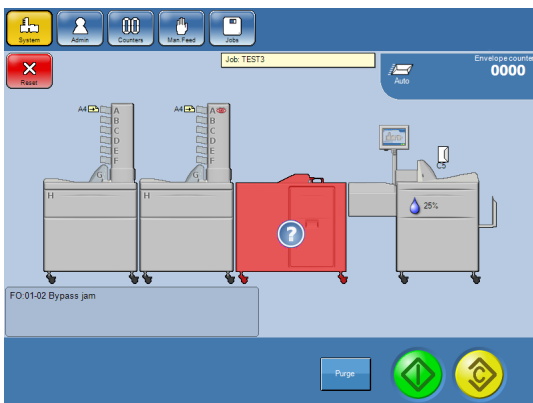 System
Admin
Counters
Man.Feed
Jobs
Reset
Job: TEST3
Auto
Envelope counter
0000
A4
A
B
C
D
E
F
G
H
A4
A
B
C
D
E
F
G
H
?
C5
25%
FO:01-02 Bypass jam
Purge
C